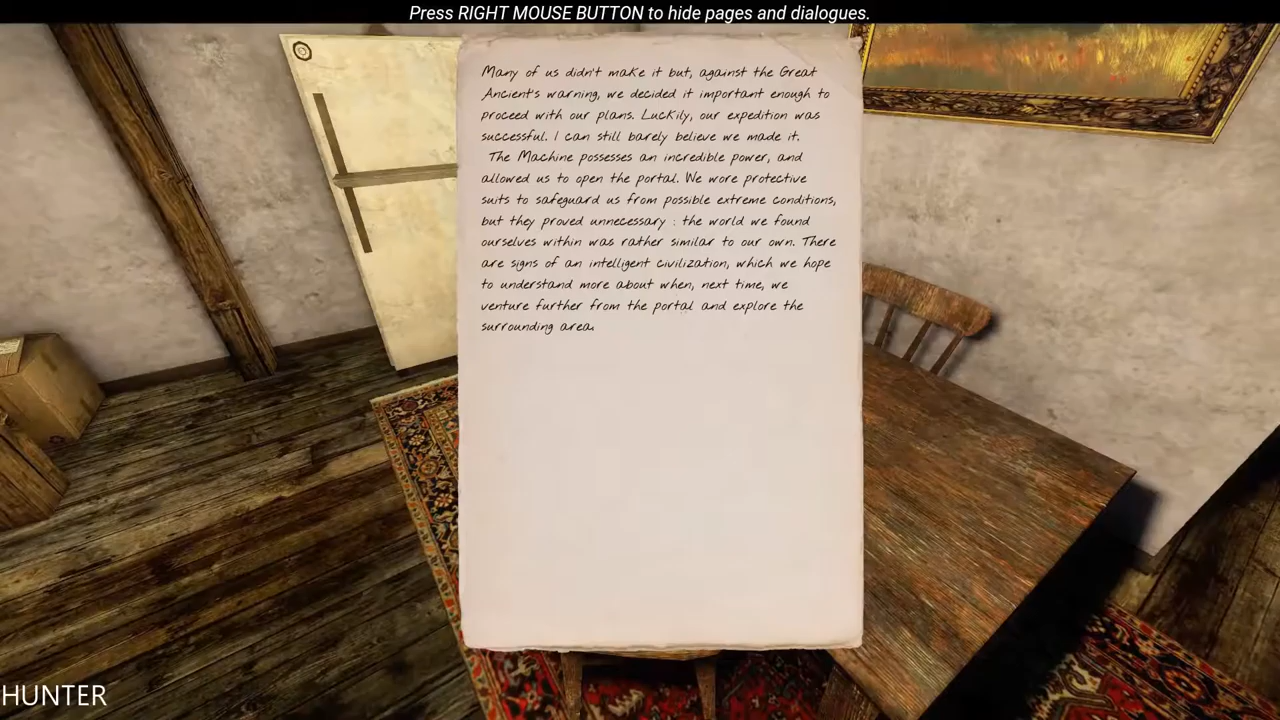 Press RIGHT MOUSE BUTTON to hide pages and dialogues.
Many of us didn't make it but, against the Great
Ancient's warning, we decided it important enough to
proceed with our plans. Luckily, our expedition was
successful. I can still barely believe we made it.
The Machine possesses an incredible power, and
allowed us to open the portal. We wore protective
suits to safeguard us from possible extreme conditions,
but they proved unnecessary : the world we found
ourselves within was rather similar to our own. There
are signs of an intelligent civilization, which we hope
to understand more about when, next time, we
venture further from the portal and explore the
surrounding area.
HUNTER